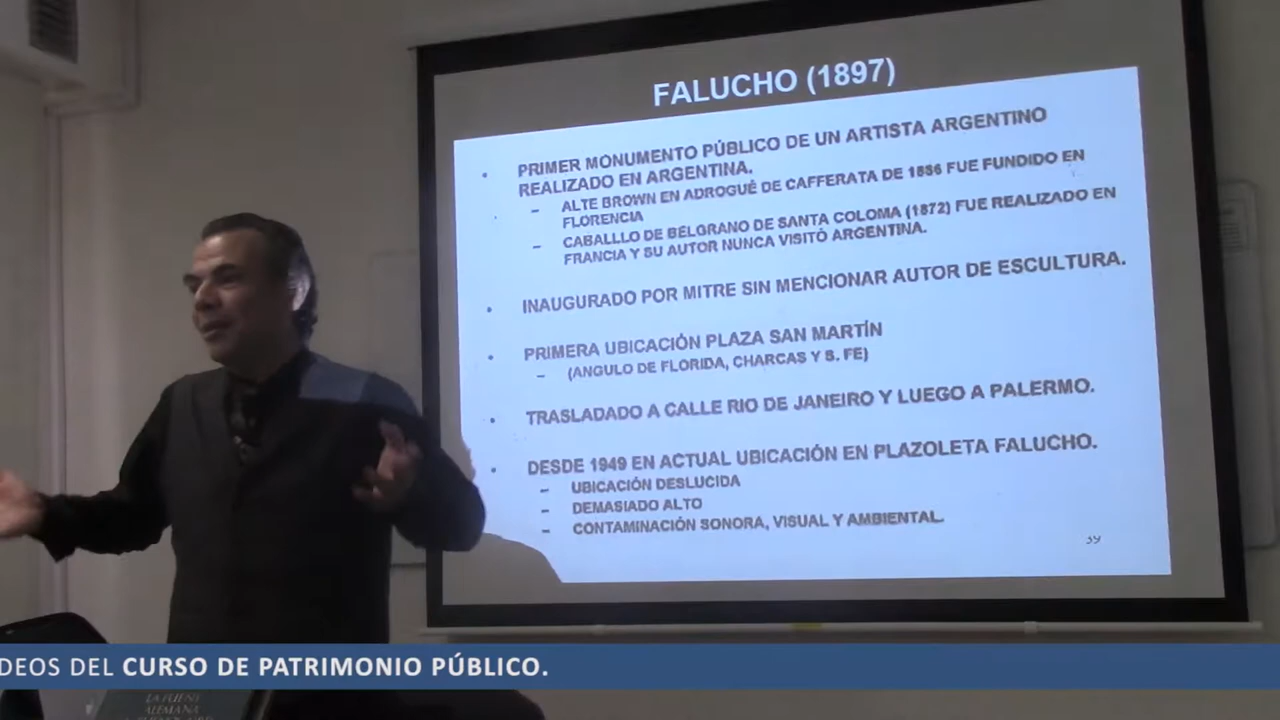 FALUCHO (1897)
• PRIMER MONUMENTO PÚBLICO DE UN ARTISTA ARGENTINO
REALIZADO EN ARGENTINA.
– ALTE BROWN EN ADROGUÉ DE CAFFERATA DE 1886 FUE FUNDIDO EN
FLORENCIA
– CABALLLO DE BELGRANO DE SANTA COLOMA (1872) FUE REALIZADO EN
FRANCIA Y SU AUTOR NUNCA VISITÓ ARGENTINA.
• INAUGURADO POR MITRE SIN MENCIONAR AUTOR DE ESCULTURA.
• PRIMERA UBICACIÓN PLAZA SAN MARTÍN
– (ANGULO DE FLORIDA, CHARCAS Y S. FE)
• TRASLADADO A CALLE RIO DE JANEIRO Y LUEGO A PALERMO.
• DESDE 1949 EN ACTUAL UBICACIÓN EN PLAZOLETA FALUCHO.
– UBICACIÓN DESLUCIDA
– DEMASIADO ALTO
– CONTAMINACIÓN SONORA, VISUAL Y AMBIENTAL.
39
DEOS DEL CURSO DE PATRIMONIO PÚBLICO.
ALEMANA